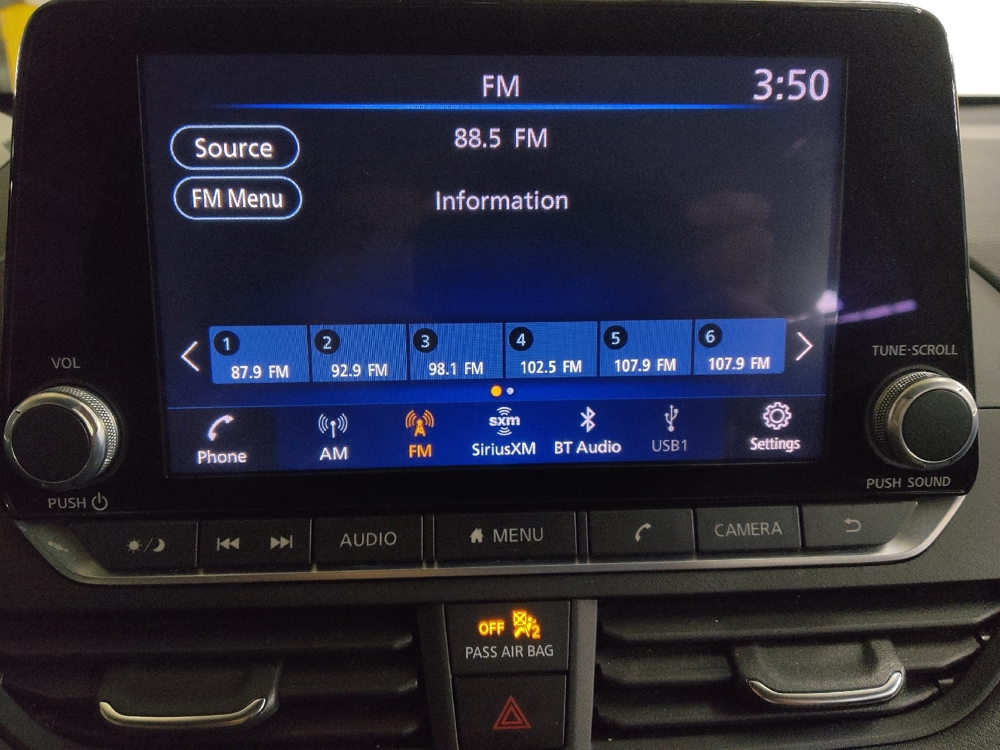 FM 3:50
Source
88.5 FM
FM Menu
Information
1 2 3 4 5 6
87.9 FM 92.9 FM 98.1 FM 102.5 FM 107.9 FM 107.9 FM
VOL
TUNE·SCROLL
sxm
Phone AM FM SiriusXM BT Audio USB1 Settings
PUSH
PUSH SOUND
AUDIO MENU CAMERA
OFF 2
PASS AIR BAG